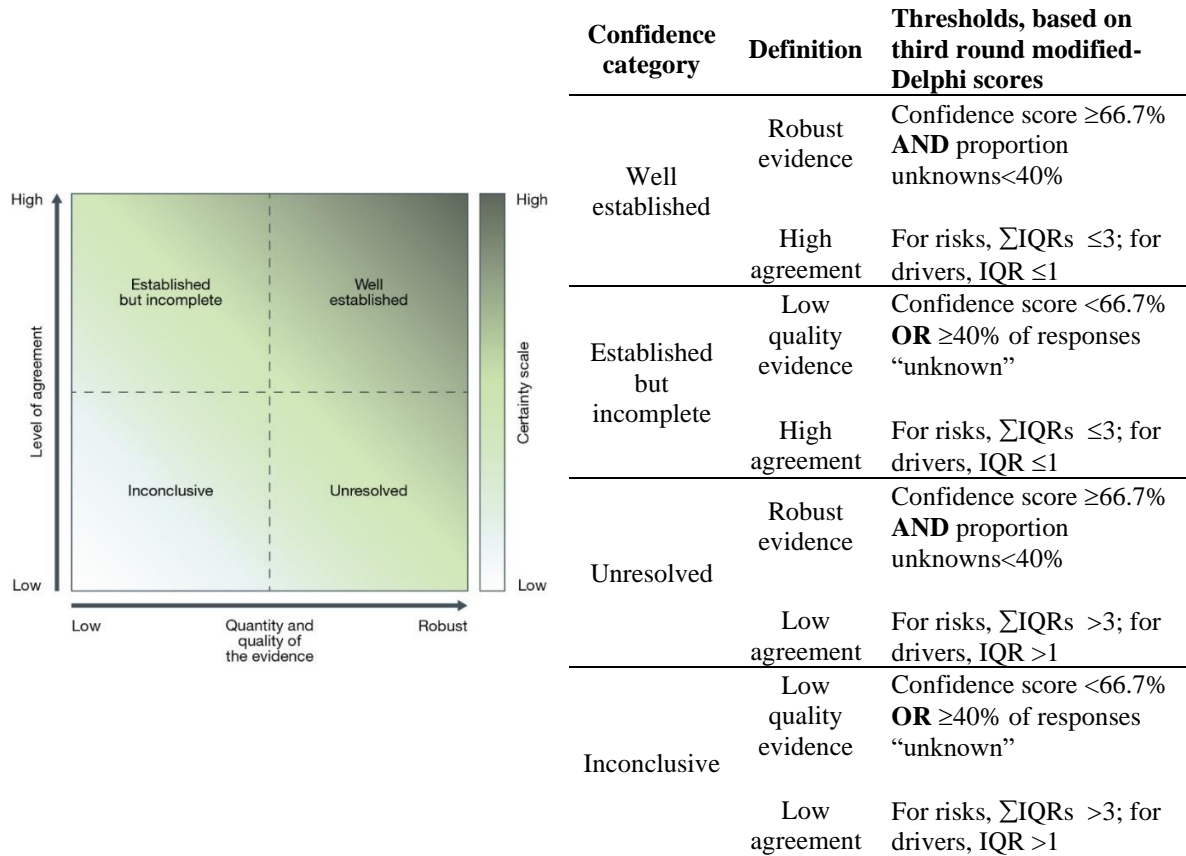 High
Level of agreement
Low
Established
but incomplete
Well
established
Inconclusive
Unresolved
Low
Quantity and
quality of
the evidence
Robust
High
Certainty scale
Low
Confidence
category
Definition
Thresholds, based on
third round modified-
Delphi scores
Well
established
Robust
evidence
Confidence score ≥66.7%
AND proportion
unknowns<40%
High
agreement
For risks, ∑IQRs ≤3; for
drivers, IQR ≤1
Established
but
incomplete
Low
quality
evidence
Confidence score <66.7%
OR ≥40% of responses
“unknown”
High
agreement
For risks, ∑IQRs ≤3; for
drivers, IQR ≤1
Unresolved
Robust
evidence
Confidence score ≥66.7%
AND proportion
unknowns<40%
Low
agreement
For risks, ∑IQRs >3; for
drivers, IQR >1
Inconclusive
Low
quality
evidence
Confidence score <66.7%
OR ≥40% of responses
“unknown”
Low
agreement
For risks, ∑IQRs >3; for
drivers, IQR >1